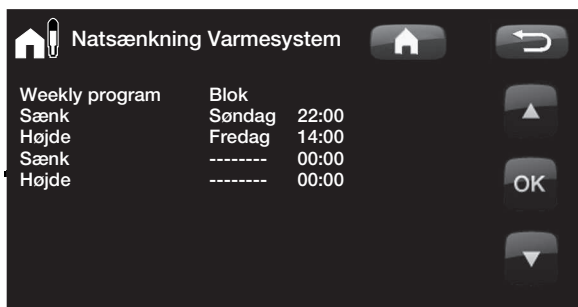 Natsænkning Varmesystem
Weekly program Blok
Sænk Søndag 22:00
Højde Fredag 14:00
Sænk -------- 00:00
Højde -------- 00:00
OK